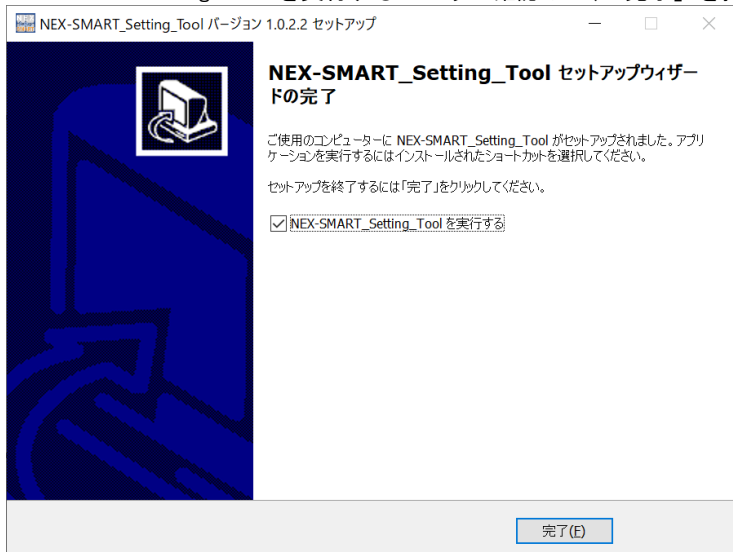 NEX-SMART_Setting_Tool バージョン 1.0.2.2 セットアップ
NEX-SMART_Setting_Tool セットアップウィザー
ドの完了
ご使用のコンピューターに NEX-SMART_Setting_Tool がセットアップされました。アプリ
ケーションを実行するにはインストールされたショートカットを選択してください。
セットアップを終了するには「完了」をクリックしてください。
NEX-SMART_Setting_Tool を実行する
完了(F)